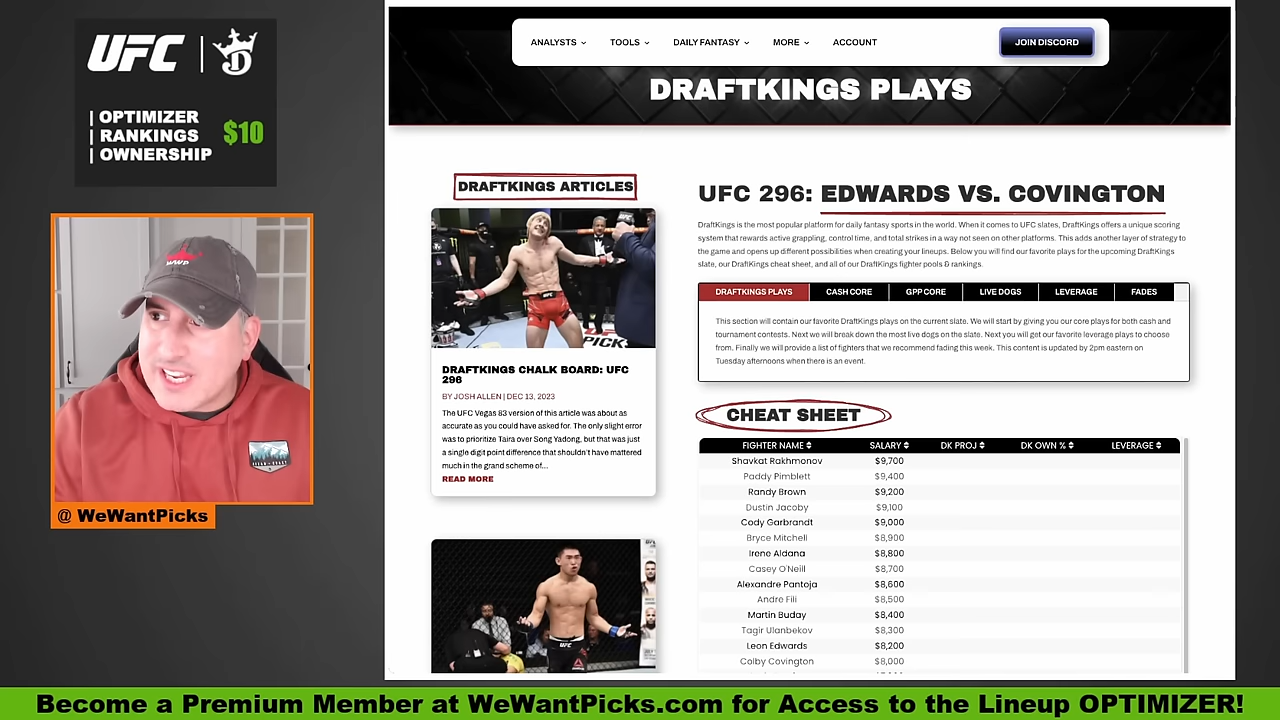 UFC
| OPTIMIZER
| RANKINGS
| OWNERSHIP
$10
WWP
@ WeWantPicks
ANALYSTS TOOLS DAILY FANTASY MORE ACCOUNT JOIN DISCORD
DRAFTKINGS PLAYS
DRAFTKINGS ARTICLES
DRAFTKINGS CHALK BOARD: UFC
296
BY JOSH ALLEN | DEC 13, 2023
The UFC Vegas 83 version of this article was about as
accurate as you could have asked for. The only slight error
was to prioritize Taira over Song Yadong, but that was just
a single digit point difference that shouldn't have mattered
much in the grand scheme of...
READ MORE
UFC 296: EDWARDS VS. COVINGTON
DraftKings is the most popular platform for daily fantasy sports in the world. When it comes to UFC slates, DraftKings offers a unique scoring
system that rewards active grappling, control time, and total strikes in a way not seen on other platforms. This adds another layer of strategy to
the game and opens up different ways when creating your lineups. Below you will find our favorite plays for the upcoming DraftKings
slate, our DraftKings cheat sheet, and all of our DraftKings fighter pools & rankings.
DRAFTKINGS PLAYS CASH CORE GPP CORE LIVE DOGS LEVERAGE FADES
This section will contain our favorite DraftKings plays on the current slate. We will start by giving you our core plays for both cash and
tournament contests. Next we will break down the most live dogs on the slate. Next you will get our favorite leverage plays to choose
from. Finally we will provide a list of fighters that we recommend fading this week. This content is updated by 2pm eastern on
Tuesday afternoons when there is an event.
CHEAT SHEET
FIGHTER NAME SALARY DK PROJ DK OWN % LEVERAGE
Shavkat Rakhmonov $9,700
Paddy Pimblett $9,400
Randy Brown $9,200
Dustin Jacoby $9,100
Cody Garbrandt $9,000
Bryce Mitchell $8,900
Irene Aldana $8,800
Casey O'Neill $8,700
Alexandre Pantoja $8,600
Andre Fili $8,500
Martin Buday $8,400
Tagir Ulanbekov $8,300
Leon Edwards $8,200
Colby Covington $8,000
Become a Premium Member at WeWantPicks.com for Access to the Lineup OPTIMIZER!